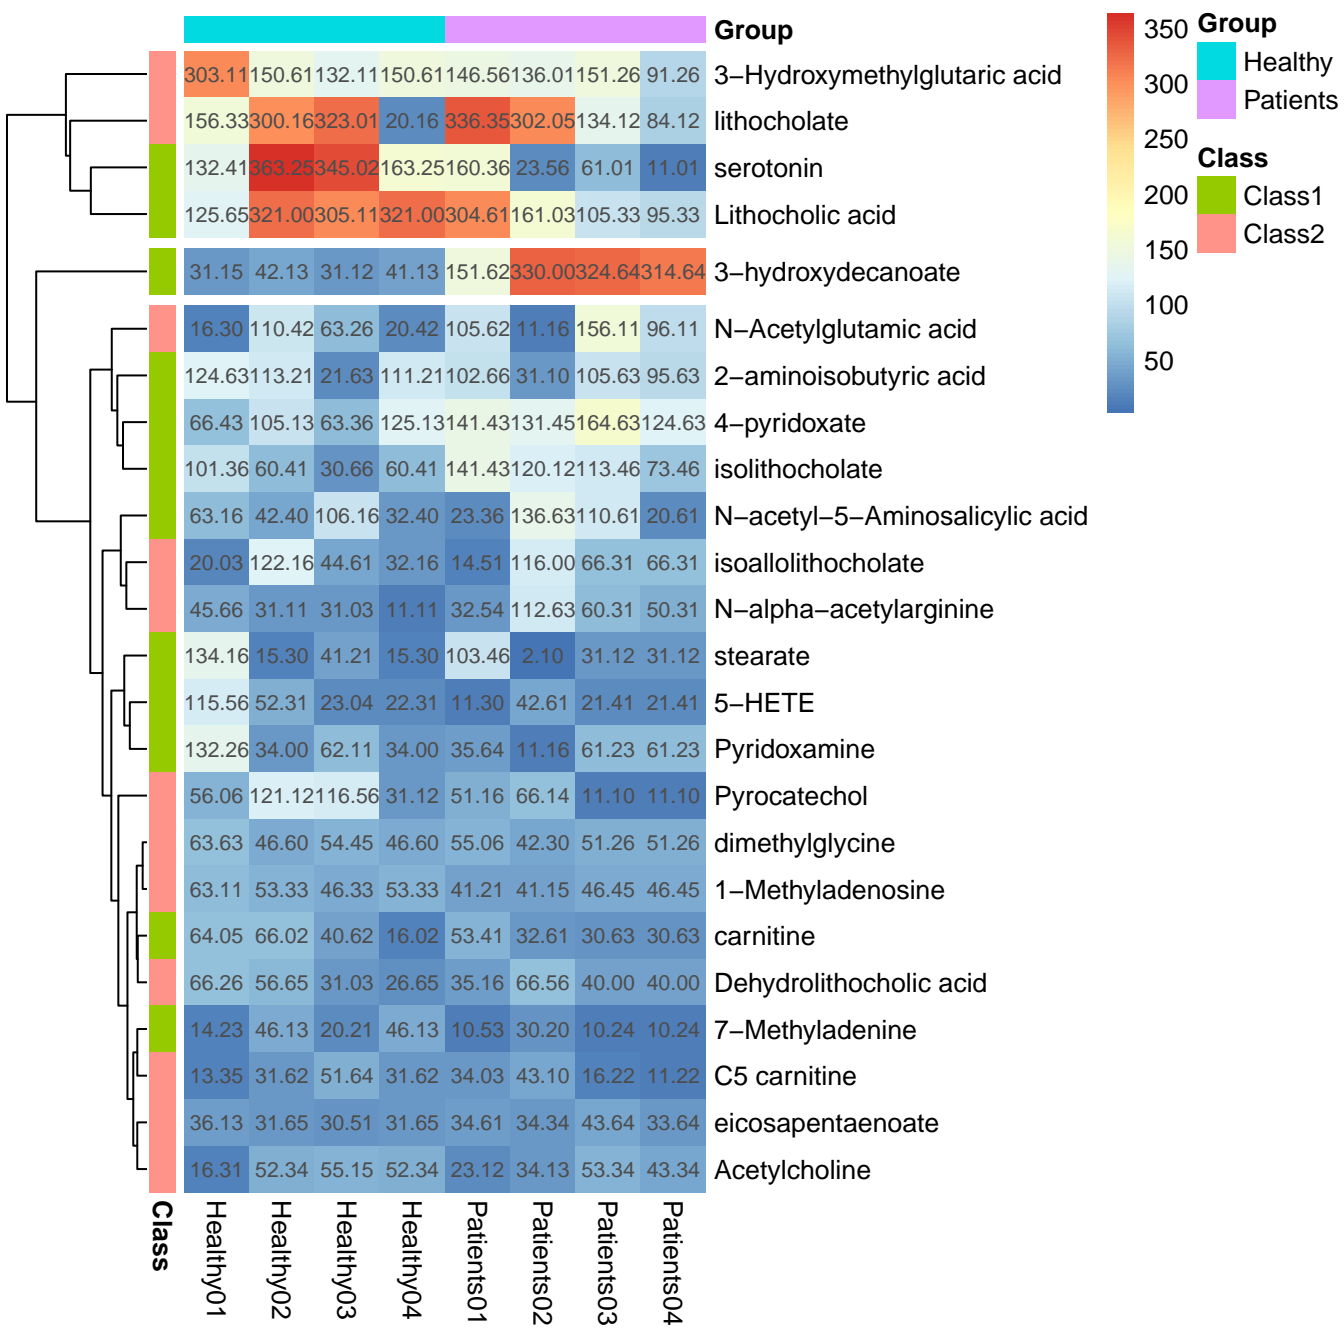 Group
303.11 150.61 132.11 150.61 146.56 136.01 151.26 91.26 3−Hydroxymethylglutaric acid
156.33 300.16 323.01 20.16 336.35 302.05 134.12 84.12 lithocholate
132.41 363.25 345.02 163.25 160.36 23.56 61.01 11.01 serotonin
125.65 321.00 305.11 321.00 304.61 161.03 105.33 95.33 Lithocholic acid
31.15 42.13 31.12 41.13 151.62 330.00 324.64 314.64 3−hydroxydecanoate
16.30 110.42 63.26 20.42 105.62 11.16 156.11 96.11 N−Acetylglutamic acid
124.63 113.21 21.63 111.21 102.66 31.10 105.63 95.63 2−aminoisobutyric acid
66.43 105.13 63.36 125.13 141.43 131.45 164.63 124.63 4−pyridoxate
101.36 60.41 30.66 60.41 141.43 120.12 113.46 73.46 isolithocholate
63.16 42.40 106.16 32.40 23.36 136.63 110.61 20.61 N−acetyl−5−Aminosalicylic acid
20.03 122.16 44.61 32.16 14.51 116.00 66.31 66.31 isoallolithocholate
45.66 31.11 31.03 11.11 32.54 112.63 60.31 50.31 N−alpha−acetylarginine
134.16 15.30 41.21 15.30 103.46 2.10 31.12 31.12 stearate
115.56 52.31 23.04 22.31 11.30 42.61 21.41 21.41 5−HETE
132.26 34.00 62.11 34.00 35.64 11.16 61.23 61.23 Pyridoxamine
56.06 121.12 116.56 31.12 51.16 66.14 11.10 11.10 Pyrocatechol
63.63 46.60 54.45 46.60 55.06 42.30 51.26 51.26 dimethylglycine
63.11 53.33 46.33 53.33 41.21 41.15 46.45 46.45 1−Methyladenosine
64.05 66.02 40.62 16.02 53.41 32.61 30.63 30.63 carnitine
66.26 56.65 31.03 26.65 35.16 66.56 40.00 40.00 Dehydrolithocholic acid
14.23 46.13 20.21 46.13 10.53 30.20 10.24 10.24 7−Methyladenine
13.35 31.62 51.64 31.62 34.03 43.10 16.22 11.22 C5 carnitine
36.13 31.65 30.51 31.65 34.61 34.34 43.64 33.64 eicosapentaenoate
16.31 52.34 55.15 52.34 23.12 34.13 53.34 43.34 Acetylcholine
Class
Healthy01
Healthy02
Healthy03
Healthy04
Patients01
Patients02
Patients03
Patients04
350
300
250
200
150
100
50
Group
Healthy
Patients
Class
Class1
Class2